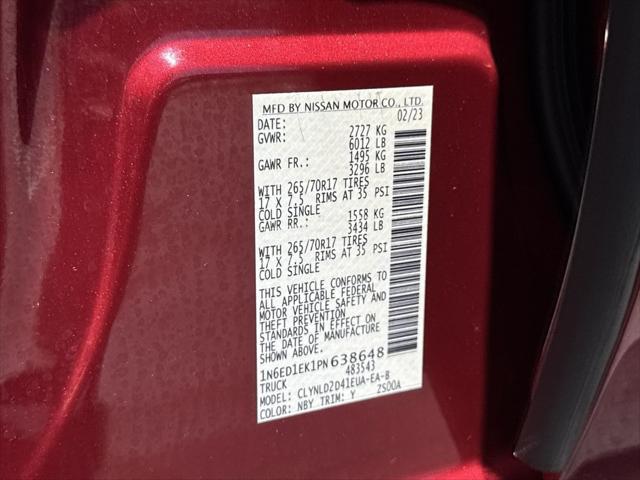 MFD BY NISSAN MOTOR CO., LTD.
DATE: 02/23
GVWR: 2727 KG
6012 LB
GAWR FR.: 1495 KG
3296 LB
WITH 265/70R17 TIRES
17 X 7.5 RIMS AT 35 PSI
COLD SINGLE
GAWR RR.: 1558 KG
3434 LB
WITH 265/70R17 TIRES
17 X 7.5 RIMS AT 35 PSI
COLD SINGLE
THIS VEHICLE CONFORMS TO
ALL APPLICABLE FEDERAL
MOTOR VEHICLE SAFETY AND
THEFT PREVENTION
STANDARDS IN EFFECT ON
THE DATE OF MANUFACTURE
SHOWN ABOVE.
1N6ED1EK1PN638648
TRUCK 483543
MODEL: CLYNLD2D41EUA-EA-B
COLOR: NBY TRIM: Y ZS00A